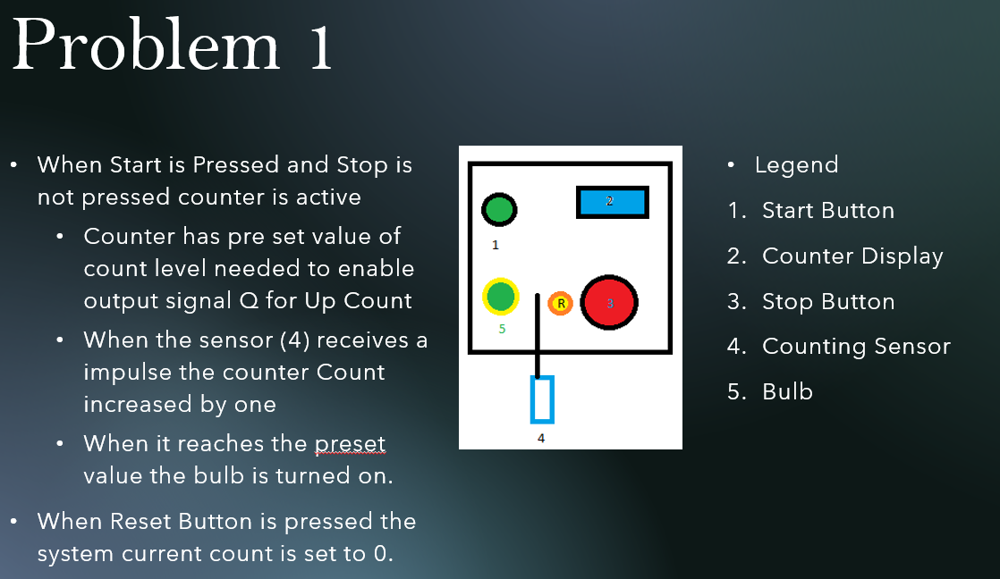 Problem 1
• When Start is Pressed and Stop is
not pressed counter is active
• Counter has pre set value of
count level needed to enable
output signal Q for Up Count
• When the sensor (4) receives a
impulse the counter Count
increased by one
• When it reaches the preset
value the bulb is turned on.
• When Reset Button is pressed the
system current count is set to 0.
2
1
R
3
5
4
• Legend
1. Start Button
2. Counter Display
3. Stop Button
4. Counting Sensor
5. Bulb